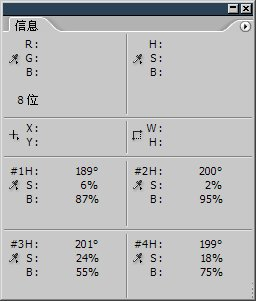 信息
R:
G:
B:
8 位
H:
S:
B:
X:
Y:
W:
H:
#1H: 189°
S: 6%
B: 87%
#2H: 200°
S: 2%
B: 95%
#3H: 201°
S: 24%
B: 55%
#4H: 199°
S: 18%
B: 75%